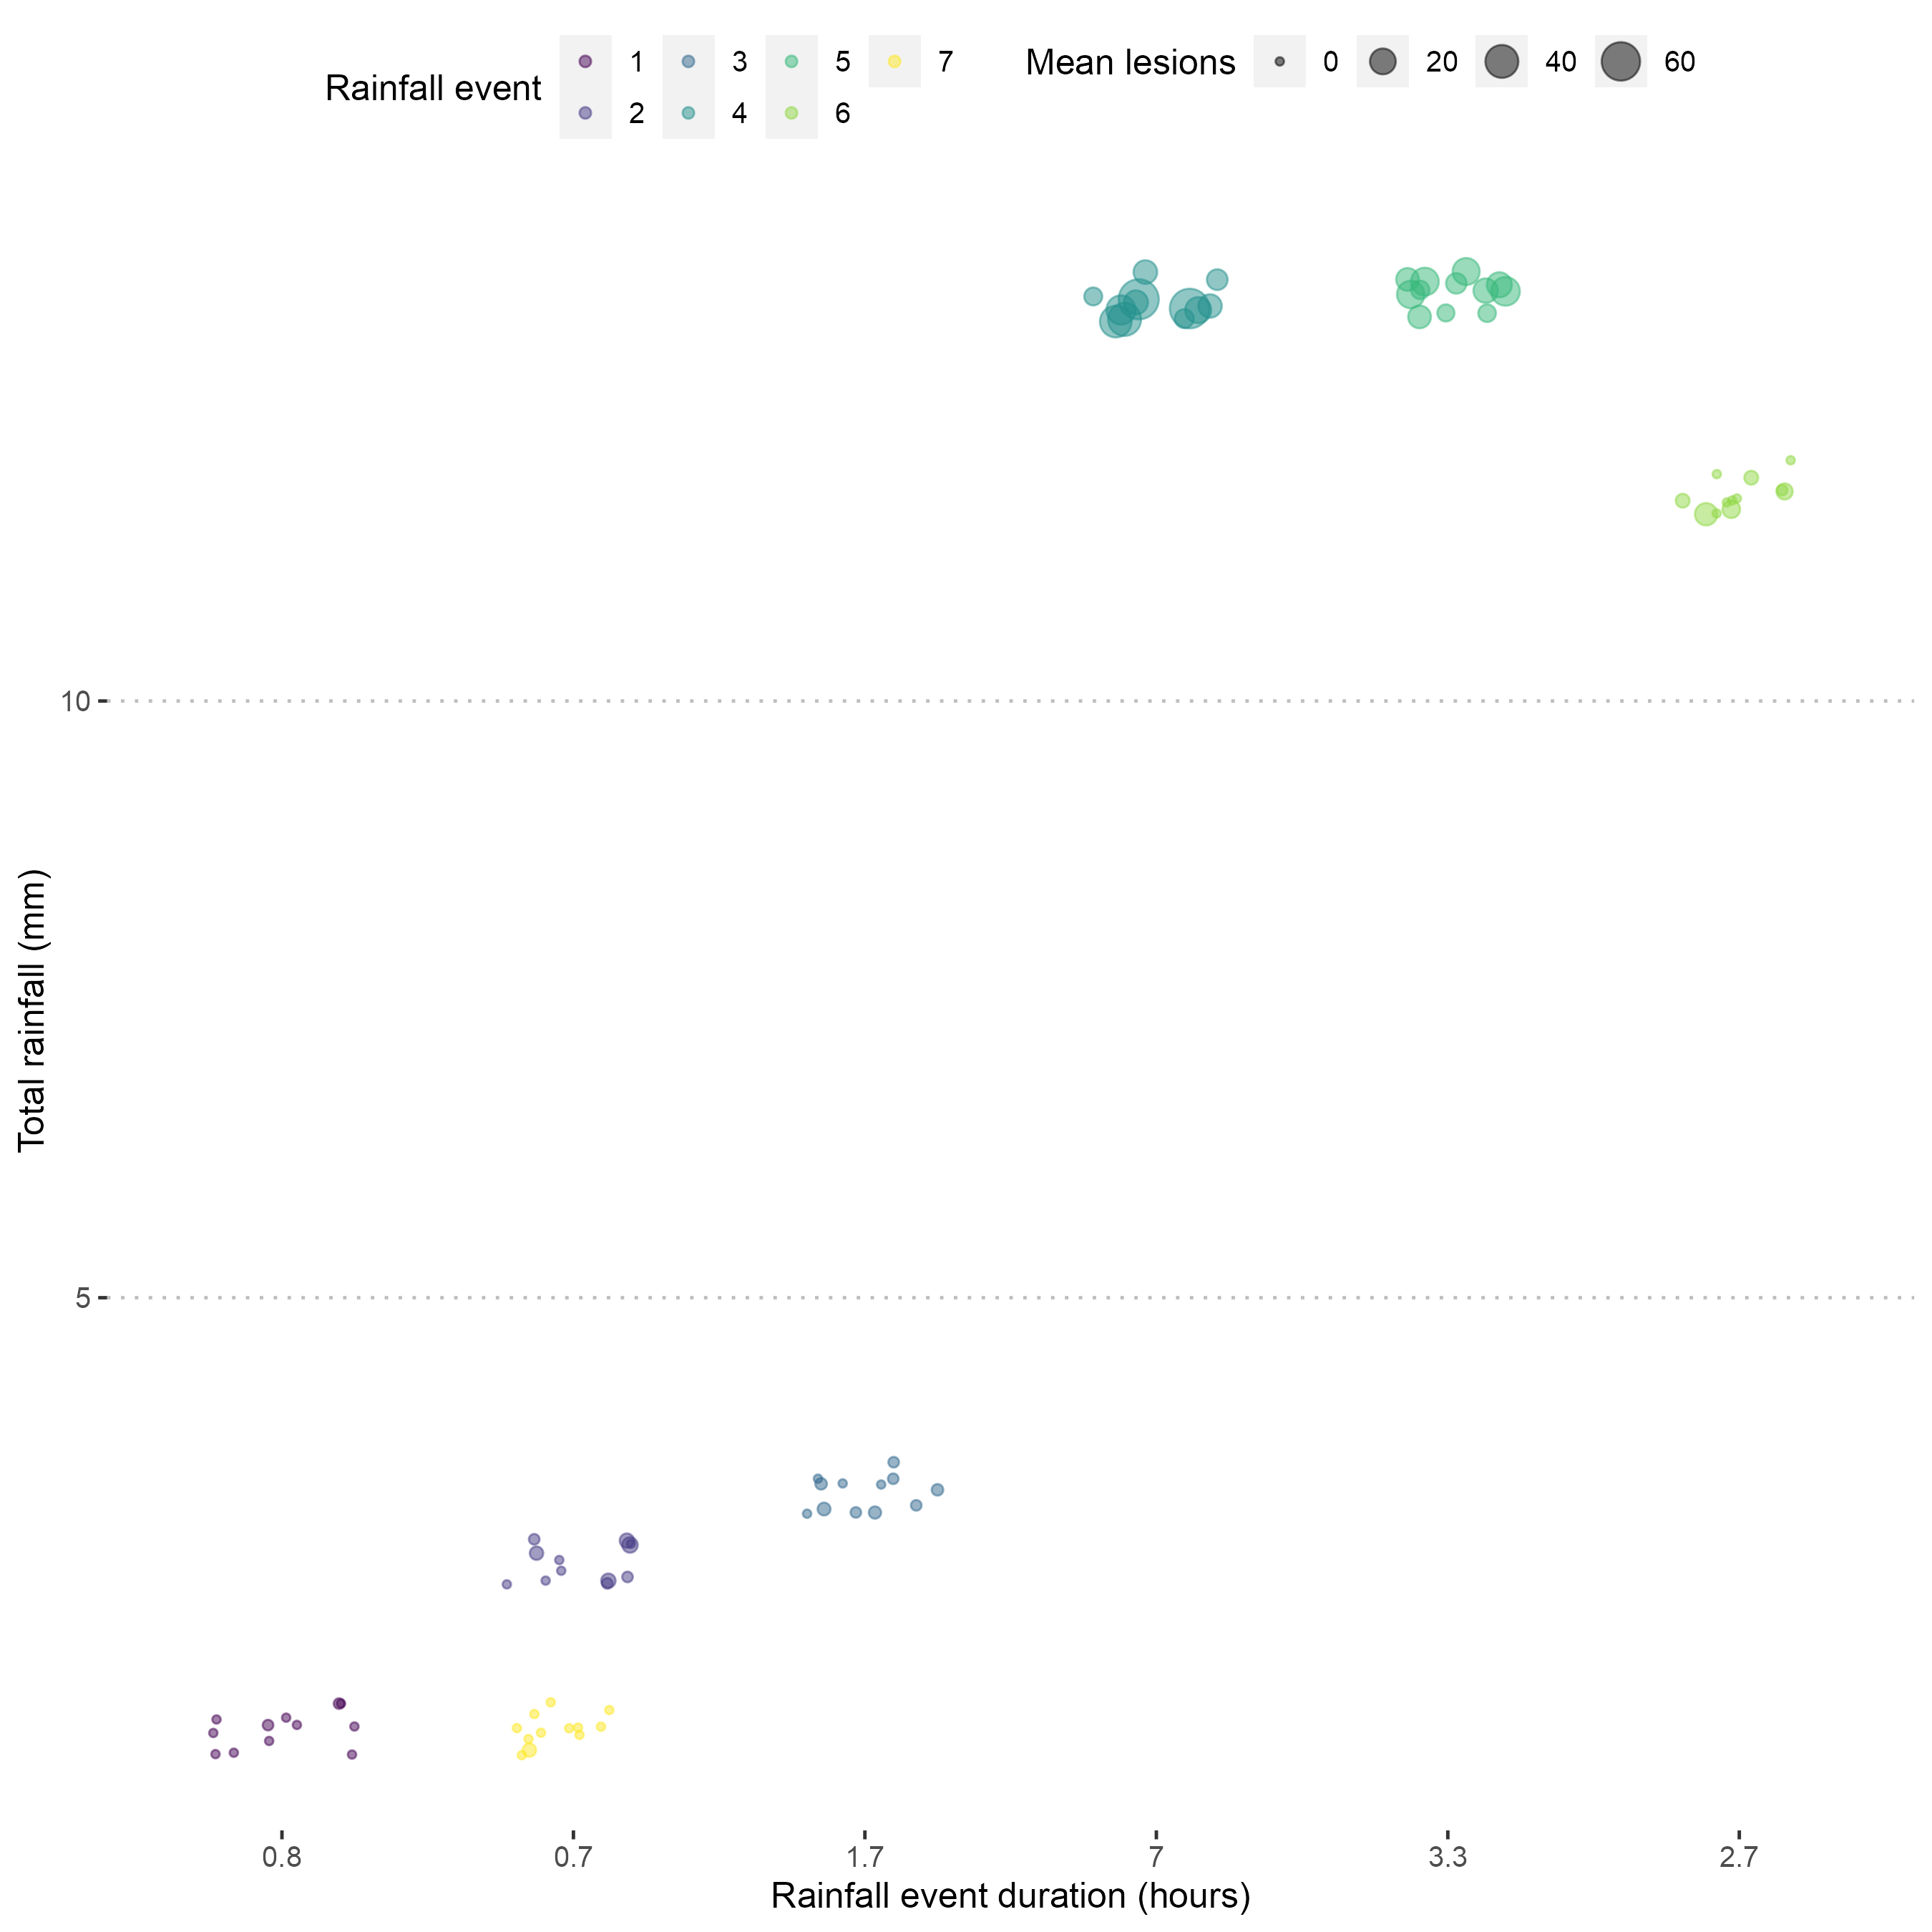 Rainfall event 1 3 5 7
2 4 6
Mean lesions 0 20 40 60
Total rainfall (mm)
10
5
0.8 0.7 1.7 7 3.3 2.7
Rainfall event duration (hours)